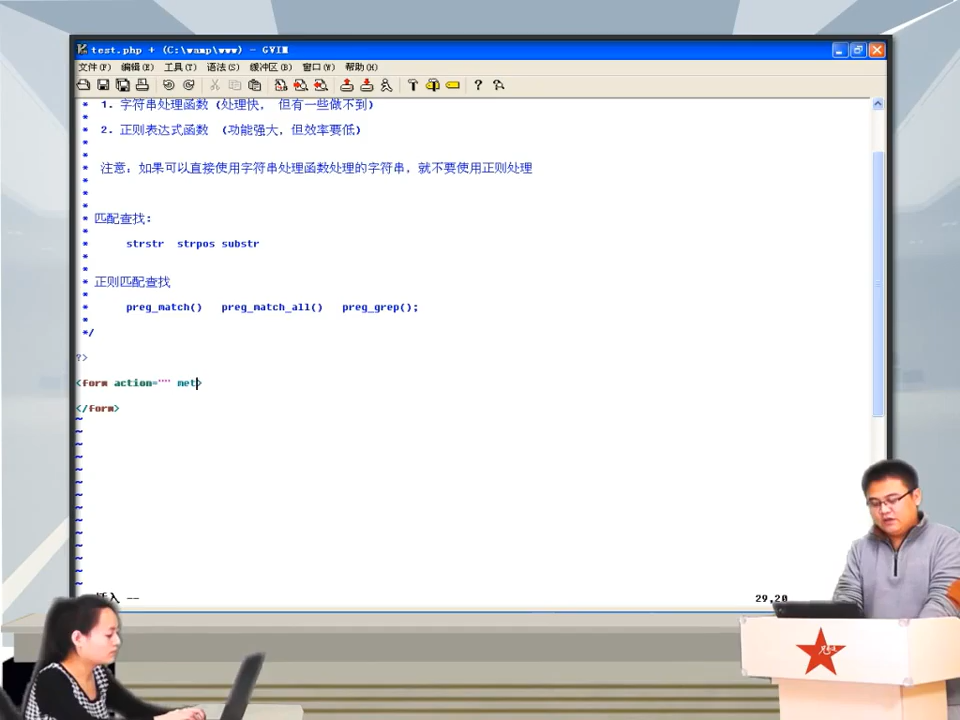 test.php + (C:\wamp\www) - GVIM
文件(F) 编辑(E) 工具(T) 语法(S) 缓冲区(B) 窗口(W) 帮助(H)
* 1. 字符串处理函数（处理快， 但有一些做不到）
*
* 2. 正则表达式函数 （功能强大，但效率要低）
*
*
* 注意：如果可以直接使用字符串处理函数处理的字符串，就不要使用正则处理
*
*
*
* 匹配查找：
*
* strstr strpos substr
*
*
* 正则匹配查找
*
* preg_match() preg_match_all() preg_grep();
*
*/
?>
<form action="" met>
</form>
~
~
~
~
~
~
~
~
~
~
~
~
~
~
插入 --
29,20